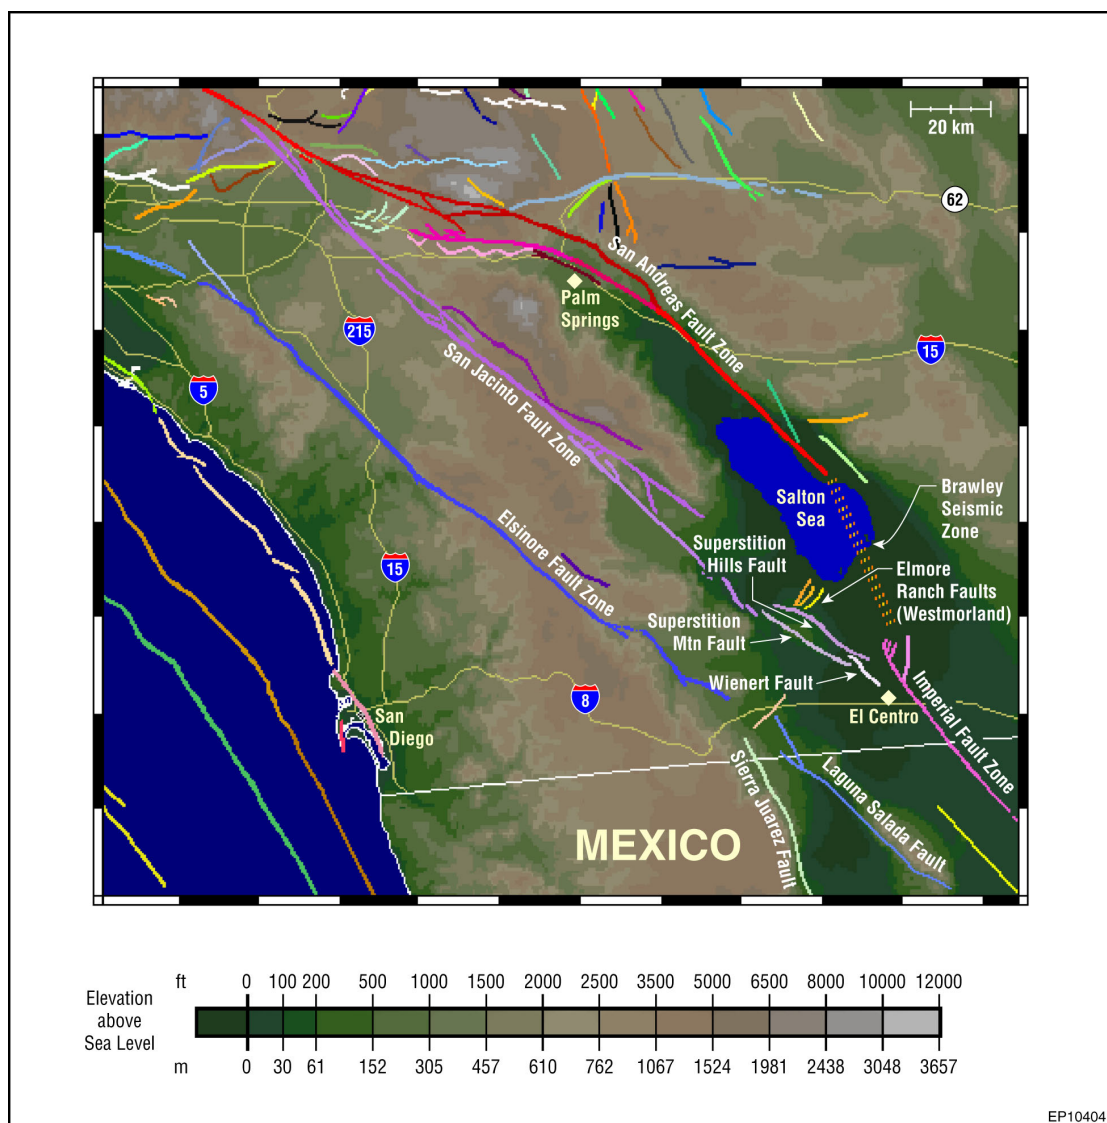 20 km
62
San Andreas Fault Zone
Palm
Springs
215
15
5
San Jacinto Fault Zone
Salton
Sea
Brawley
Seismic
Zone
Superstition
Hills Fault
Elmore
Ranch Faults
(Westmorland)
15
Elsinore Fault Zone
Superstition
Mtn Fault
Wienert Fault
8
El Centro
Imperial Fault Zone
San
Diego
Sierra Juarez Fault
Laguna Salada Fault
MEXICO
ft 0 100 200 500 1000 1500 2000 2500 3500 5000 6500 8000 10000 12000
Elevation
above
Sea Level
m 0 30 61 152 305 457 610 762 1067 1524 1981 2438 3048 3657
EP10404